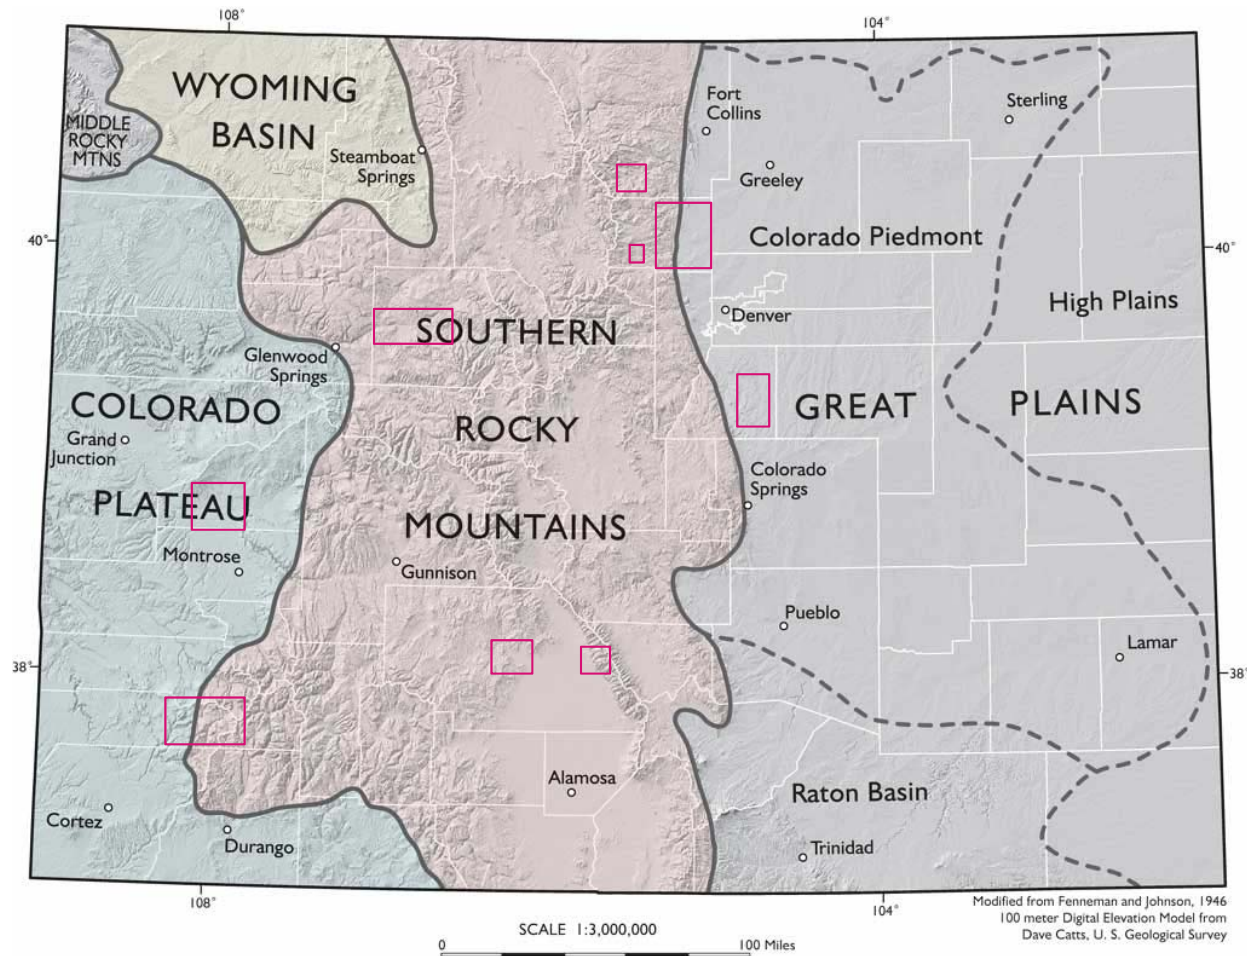 108°
104°
WYOMING
BASIN
MIDDLE
ROCKY
MTNS
Steamboat
Springs
Fort
Collins
Sterling
Greeley
40°
Colorado Piedmont
40°
High Plains
Denver
SOUTHERN
Glenwood
Springs
COLORADO
ROCKY
GREAT
PLAINS
Grand
Junction
Colorado
Springs
PLATEAU
MOUNTAINS
Montrose
Gunnison
Pueblo
Lamar
38°
38°
Alamosa
Raton Basin
Cortez
Durango
Trinidad
108°
104°
Modified from Fenneman and Johnson, 1946
100 meter Digital Elevation Model from
Dave Catts, U. S. Geological Survey
SCALE 1:3,000,000
0
100 Miles